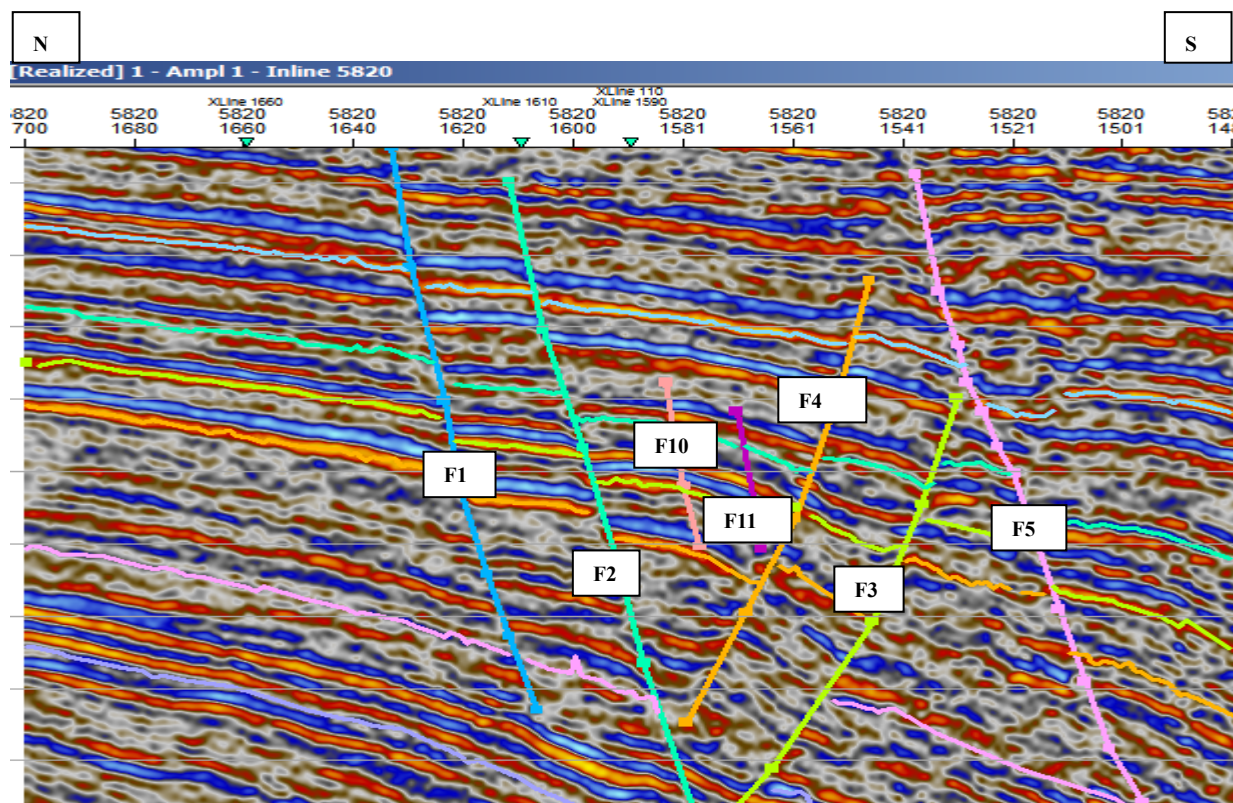 N
S
[Realized] 1 - Ampl 1 - Inline 5820
XLine 110
XLine 1660 XLine 1610 XLine 1590
5820 5820 5820 5820 5820 5820 5820 5820 5820 5820 5820
700 1680 1660 1640 1620 1600 1581 1561 1541 1521 1501 148
F4
F10
F1
F11
F5
F2
F3